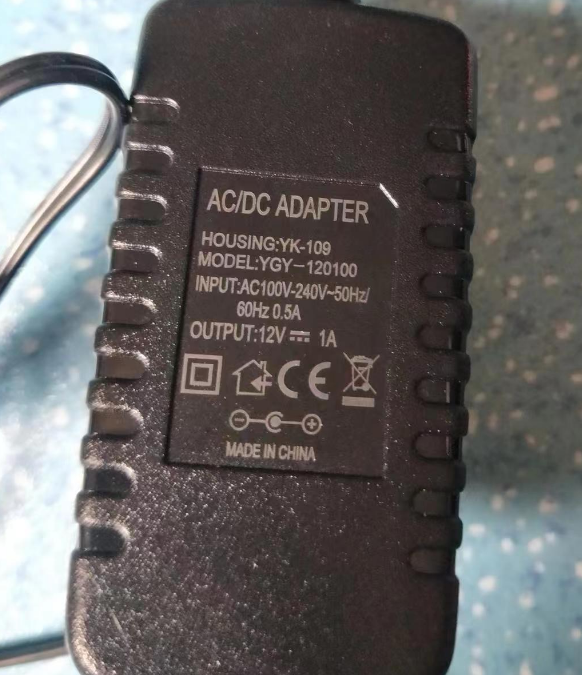 AC/DC ADAPTER
HOUSING:YK-109
MODEL:YGY-120100
INPUT:AC100V-240V~50Hz/
60Hz 0.5A
OUTPUT:12V ⎓ 1A
CE
MADE IN CHINA